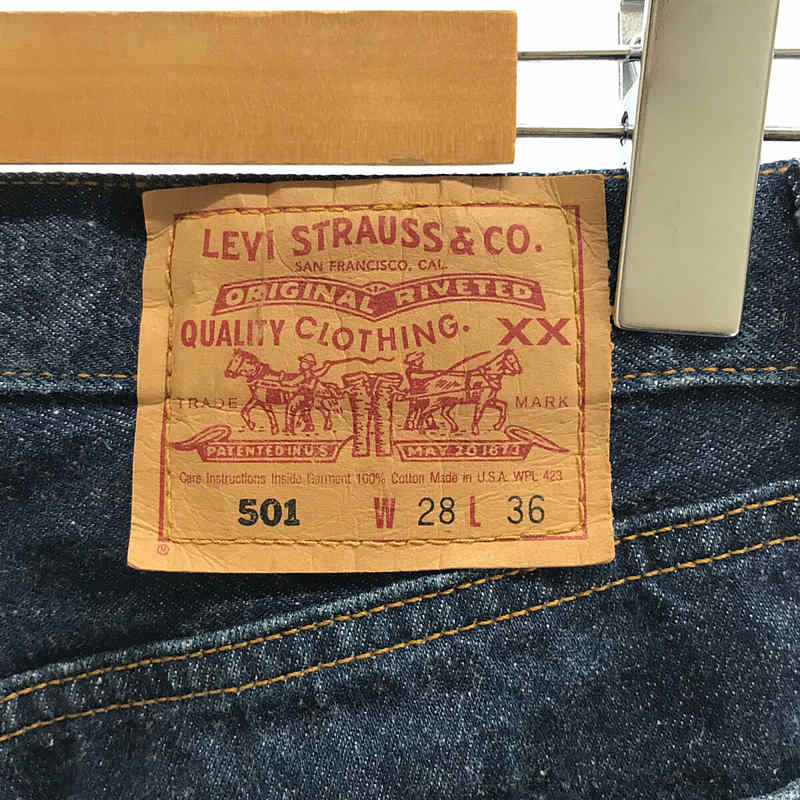 LEVI STRAUSS & CO.
SAN FRANCISCO, CAL.
ORIGINAL RIVETED
QUALITY CLOTHING. XX
TRADE MARK
PATENTED IN U.S. MAY 20 1873
Care Instructions Inside Garment 100% Cotton Made in U.S.A. WPL 423
501 W 28 L 36
®